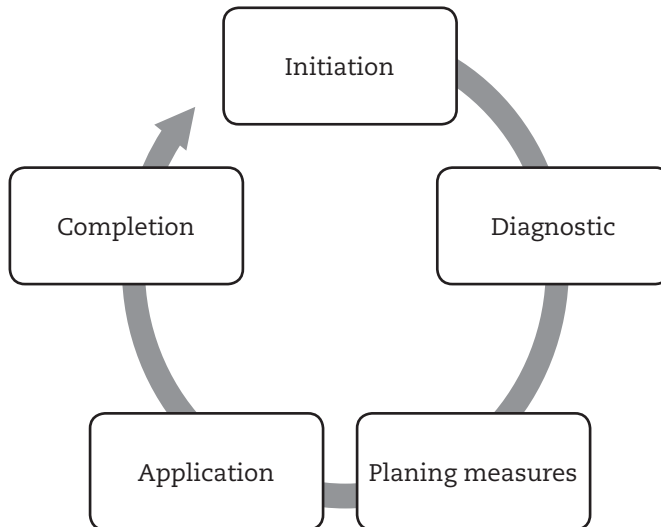 Initiation
Diagnostic
Planing measures
Application
Completion